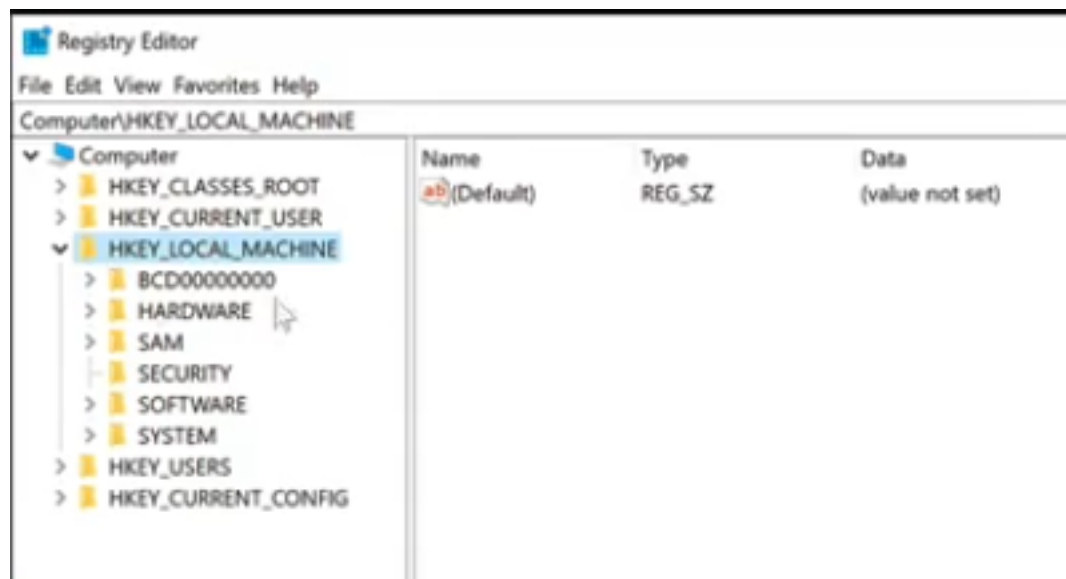 Registry Editor
File Edit View Favorites Help
Computer\HKEY_LOCAL_MACHINE
Computer
HKEY_CLASSES_ROOT
HKEY_CURRENT_USER
HKEY_LOCAL_MACHINE
BCD00000000
HARDWARE
SAM
SECURITY
SOFTWARE
SYSTEM
HKEY_USERS
HKEY_CURRENT_CONFIG
Name Type Data
ab (Default) REG_SZ (value not set)